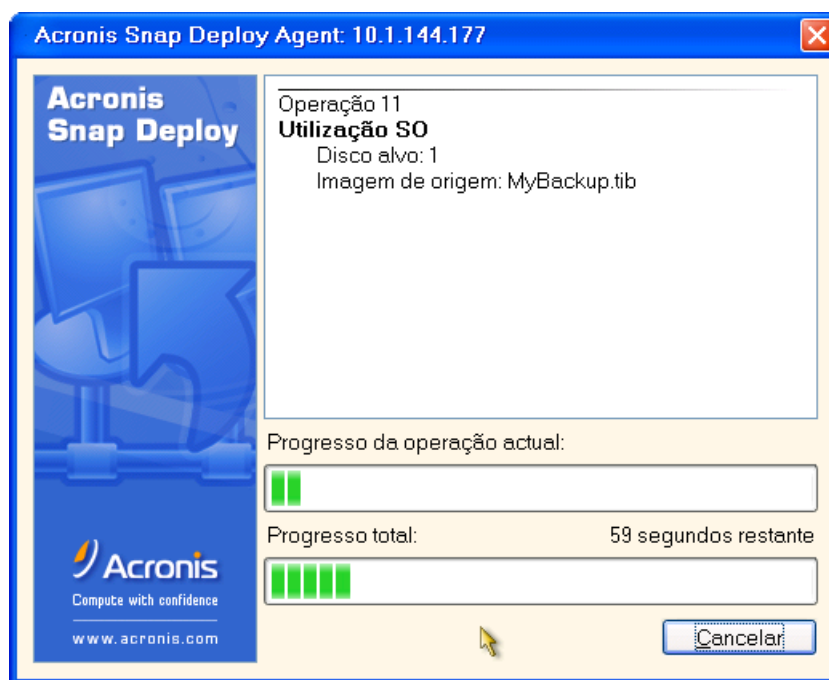 Acronis Snap Deploy Agent: 10.1.144.177
Acronis
Snap Deploy
Operação 11
Utilização SO
Disco alvo: 1
Imagem de origem: MyBackup.tib
Progresso da operação actual:
Progresso total: 59 segundos restante
Acronis
Compute with confidence
www.acronis.com
Cancelar